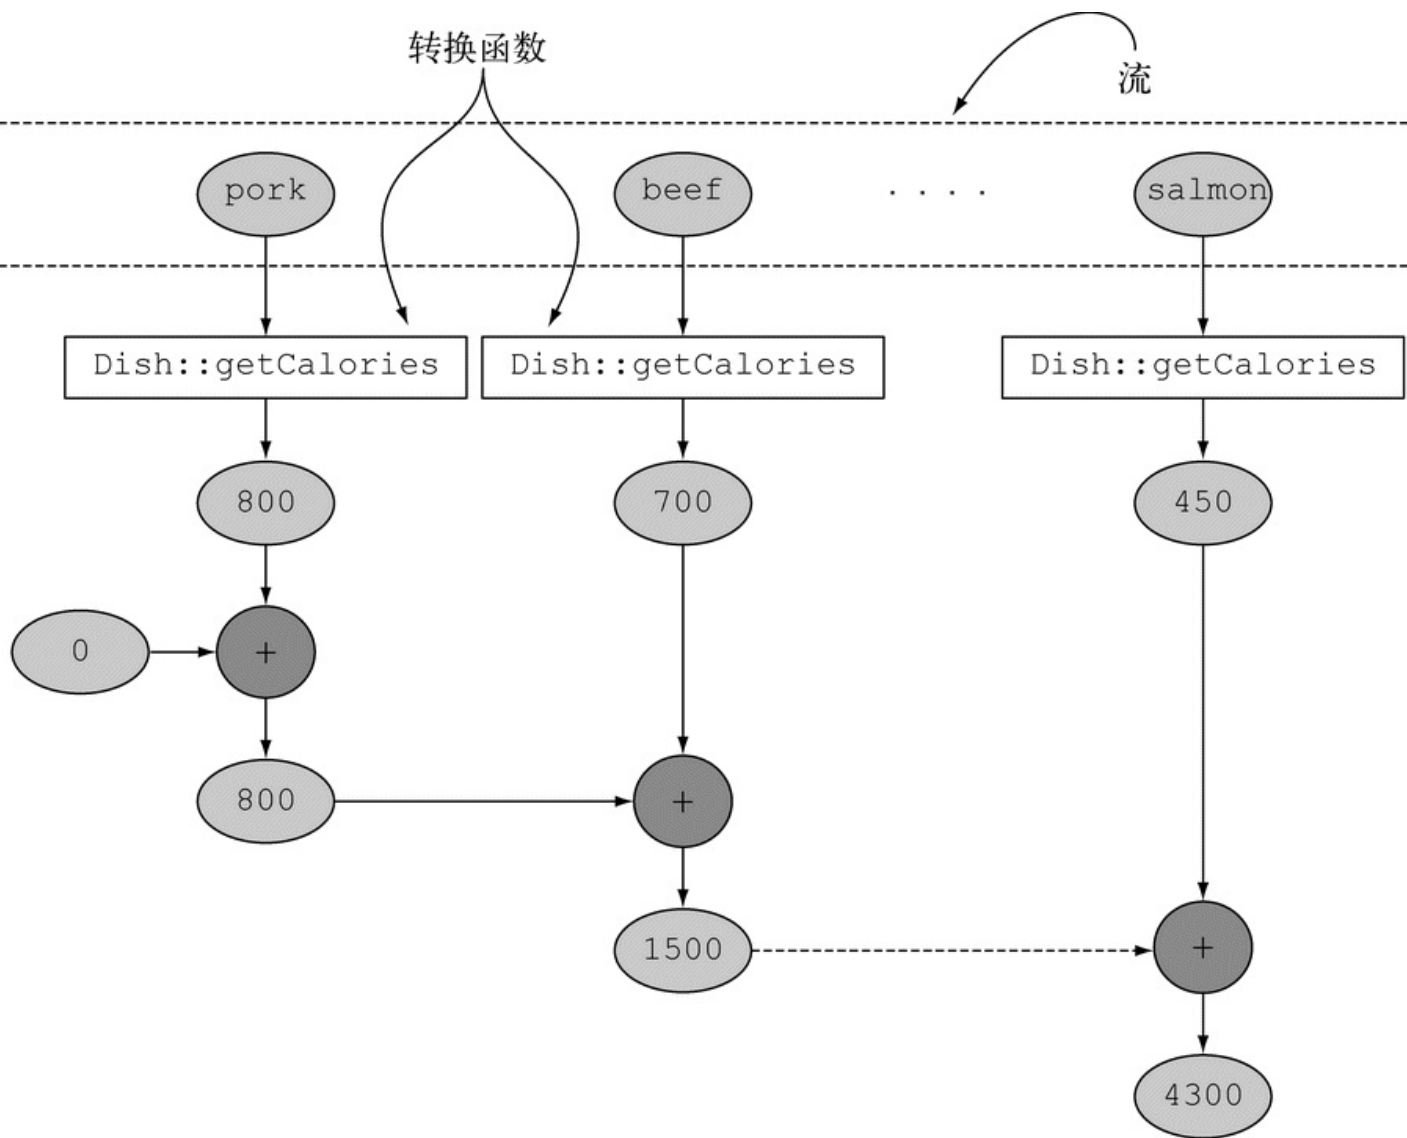 转换函数
流
pork
beef
. . . .
salmon
Dish::getCalories
Dish::getCalories
Dish::getCalories
800
700
450
0
+
800
+
1500
+
4300